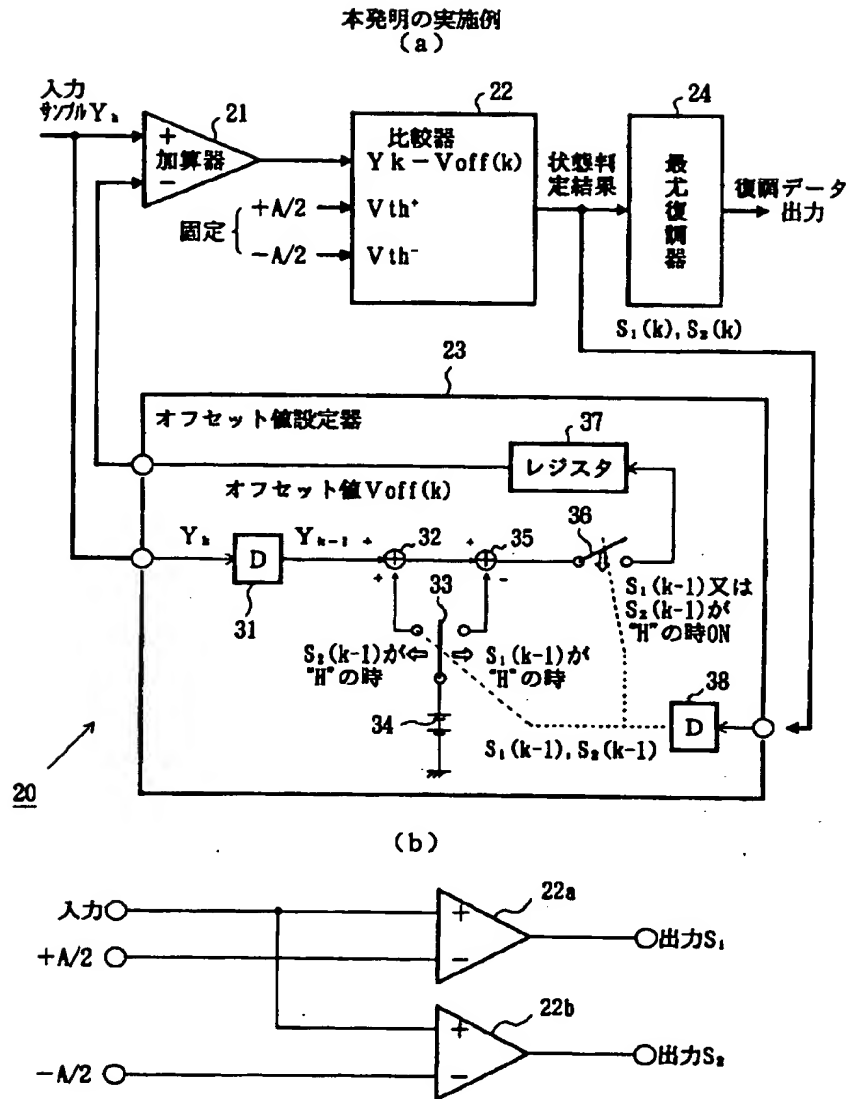 本発明の実施例
(a)
入力
サンプルYk
21
22
24
+
加算器
−
比較器
Yk−Voff(k)
+A/2
Vth+
固定
−A/2
Vth−
状態判
定結果
最尤復調器
復調データ
出力
S₁(k), S₂(k)
23
オフセット値設定器
37
レジスタ
オフセット値Voff(k)
36
Yk
D
31
Yk-1
+
32
+
+
35
−
33
S₁(k-1)又は
S₂(k-1)が
"H"の時ON
S₂(k-1)が
"H"の時
S₁(k-1)が
"H"の時
38
D
34
S₁(k-1), S₂(k-1)
20
(b)
入力
+
22a
出力S₁
+A/2
−
+
22b
出力S₂
−A/2
−